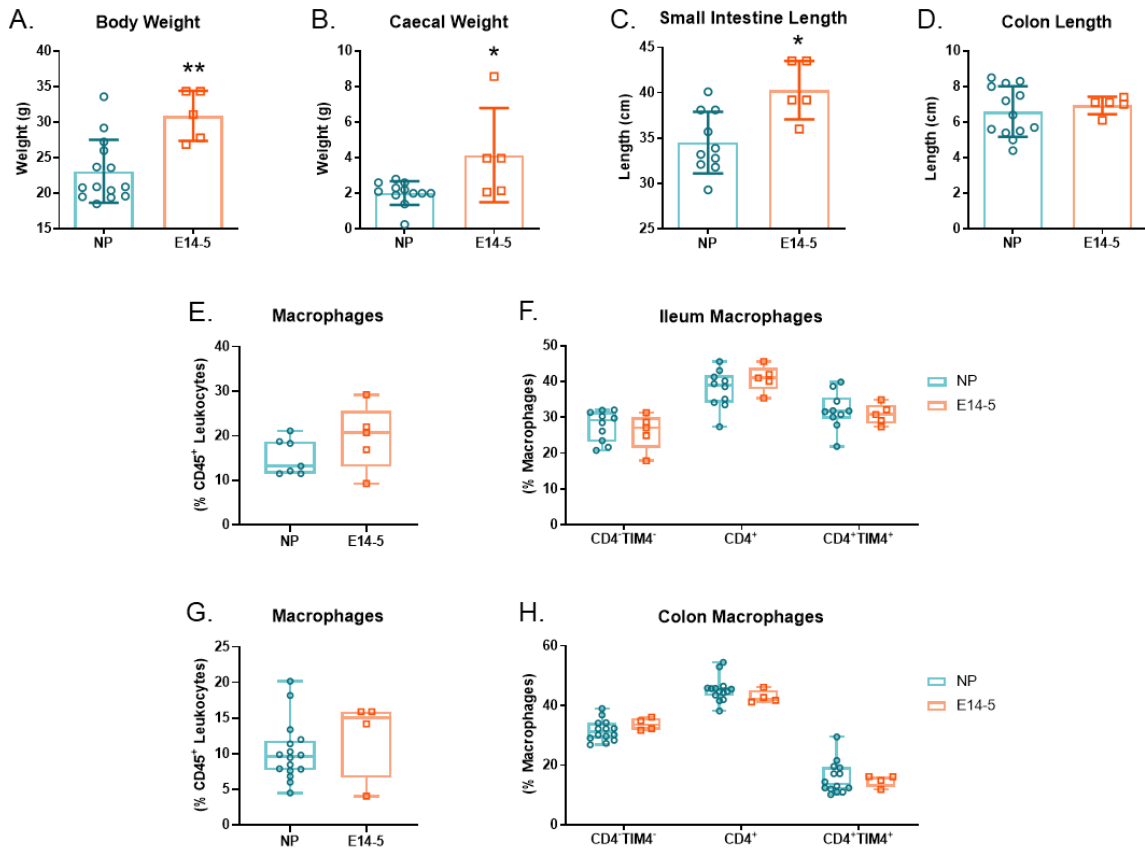 A.
Body Weight
Weight (g)
40
35
30
25
20
15
**
NP
E14-5
B.
Caecal Weight
Weight (g)
10
8
6
4
2
0
*
NP
E14-5
C.
Small Intestine Length
Length (cm)
45
40
35
30
25
*
NP
E14-5
D.
Colon Length
Length (cm)
10
8
6
4
2
0
NP
E14-5
E.
Macrophages
(% CD45⁺ Leukocytes)
40
30
20
10
0
NP
E14-5
F.
Ileum Macrophages
(% Macrophages)
50
40
30
20
10
0
CD4⁻TIM4⁻
CD4⁺
CD4⁺TIM4⁺
NP
E14-5
G.
Macrophages
(% CD45⁺ Leukocytes)
25
20
15
10
5
0
NP
E14-5
H.
Colon Macrophages
(% Macrophages)
60
40
20
0
CD4⁻TIM4⁻
CD4⁺
CD4⁺TIM4⁺
NP
E14-5